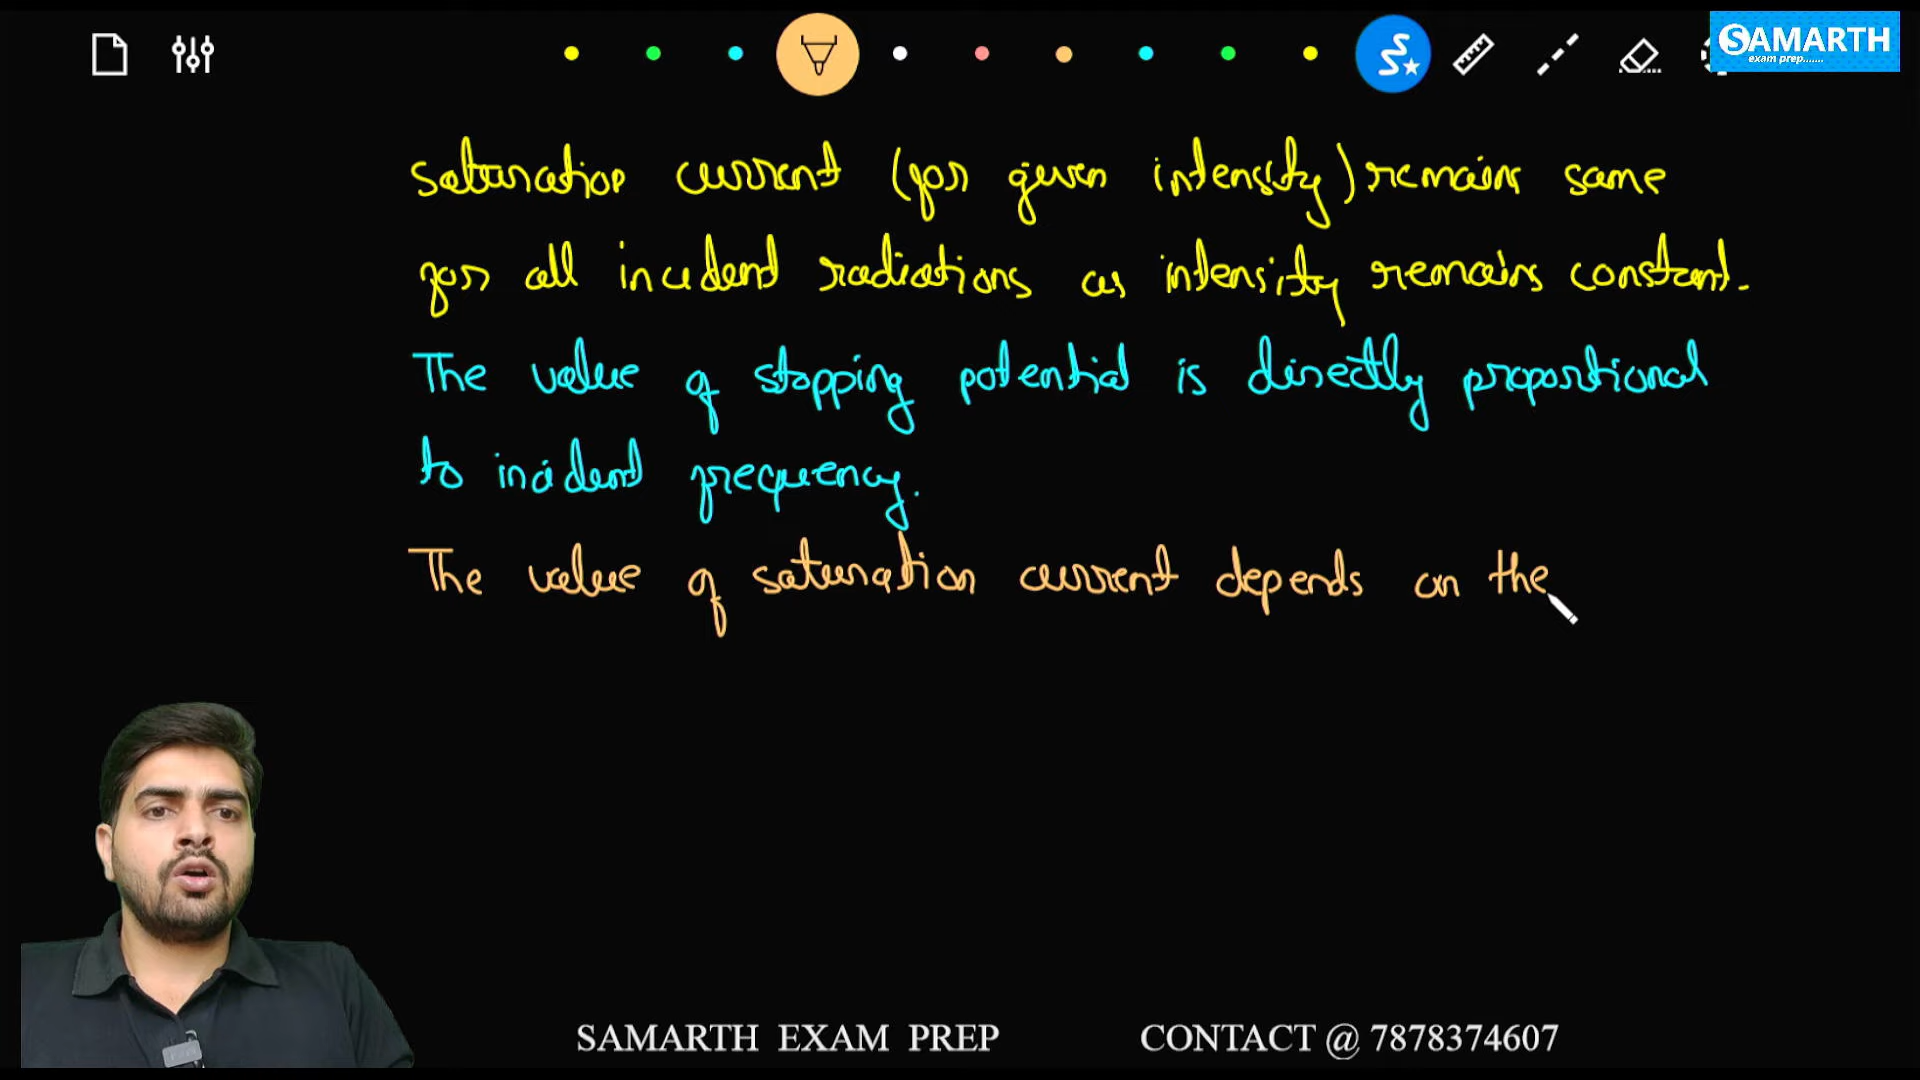 SAMARTH
exam prep.......
saturation current (for given intensity) remains same
for all incident radiations as intensity remains constant.
The value of stopping potential is directly proportional
to incident frequency.
The value of saturation current depends on the
SAMARTH EXAM PREP CONTACT @ 7878374607